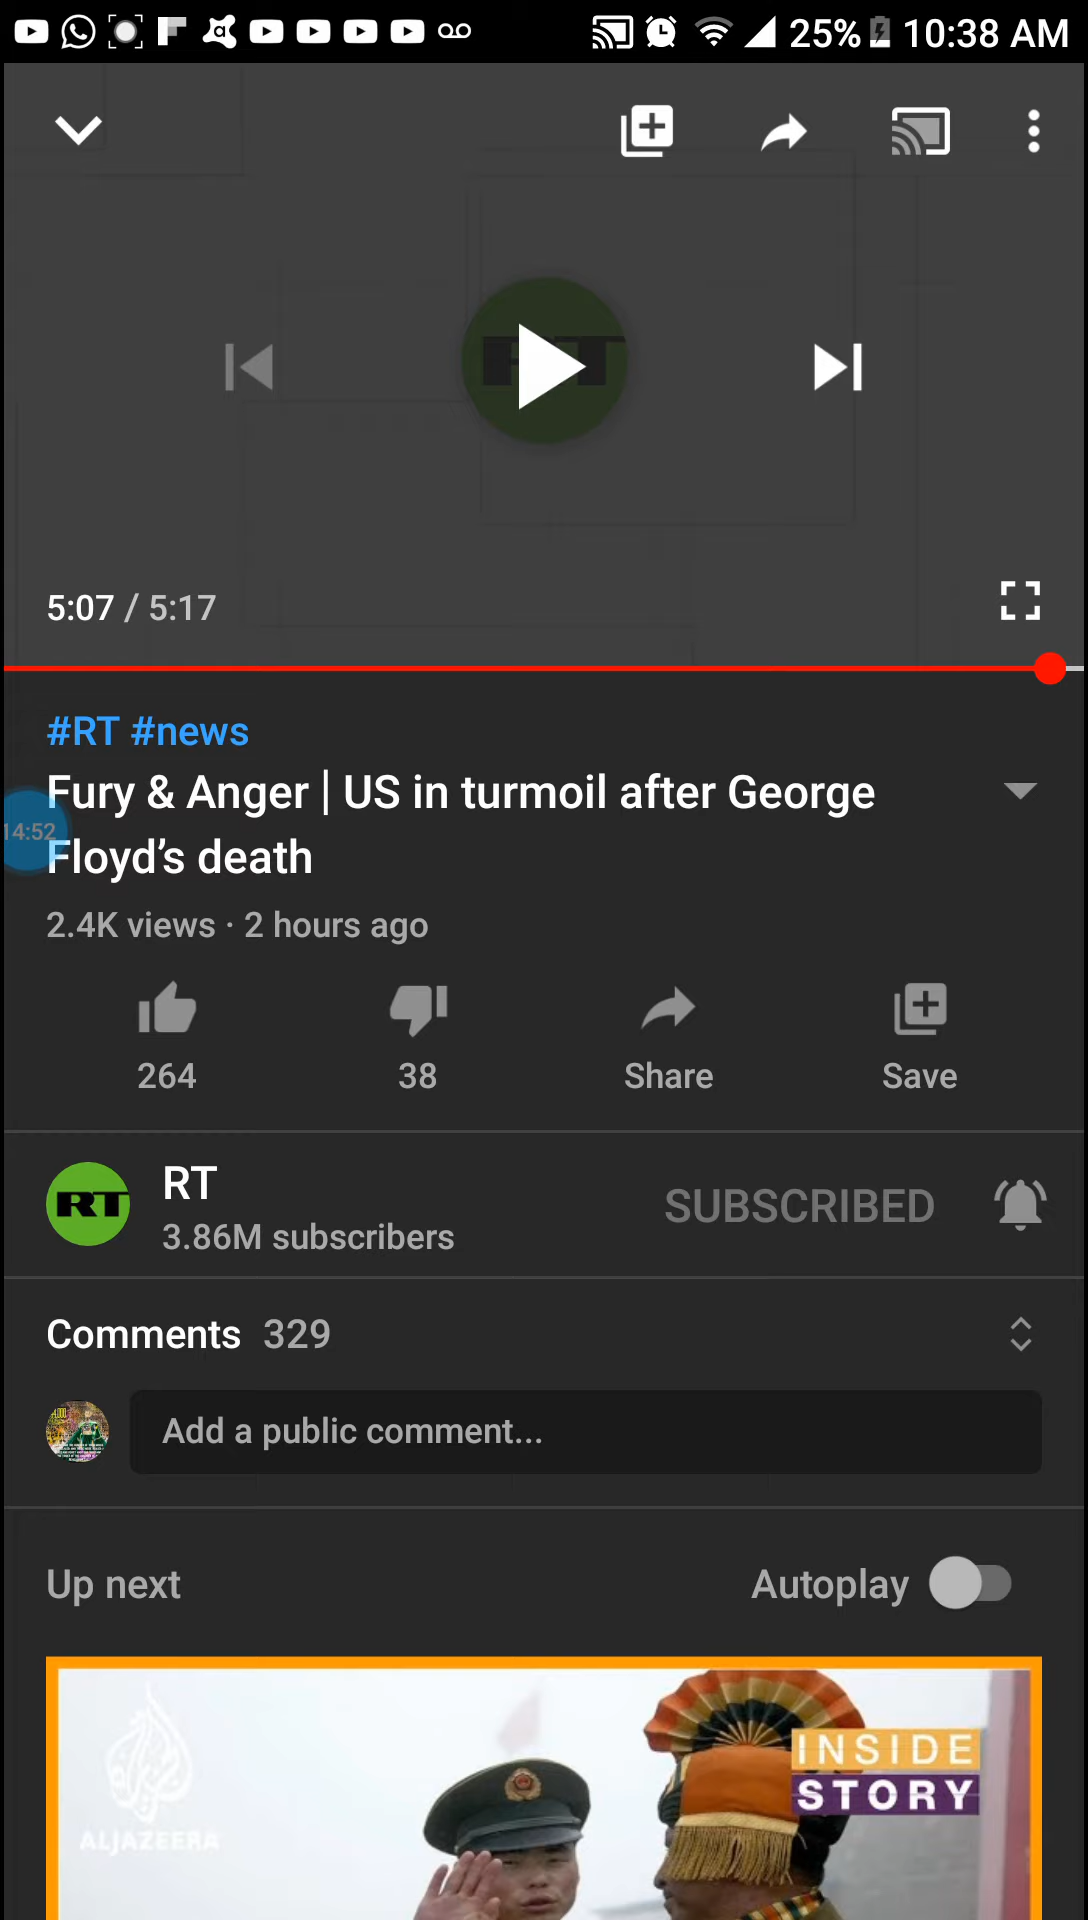 25% 10:38 AM
RT
5:07 / 5:17
#RT #news
Fury & Anger | US in turmoil after George
Floyd’s death
14:52
2.4K views · 2 hours ago
264 38 Share Save
RT
RT
3.86M subscribers
SUBSCRIBED
Comments 329
Add a public comment...
Up next Autoplay
INSIDE
STORY
ALJAZEERA